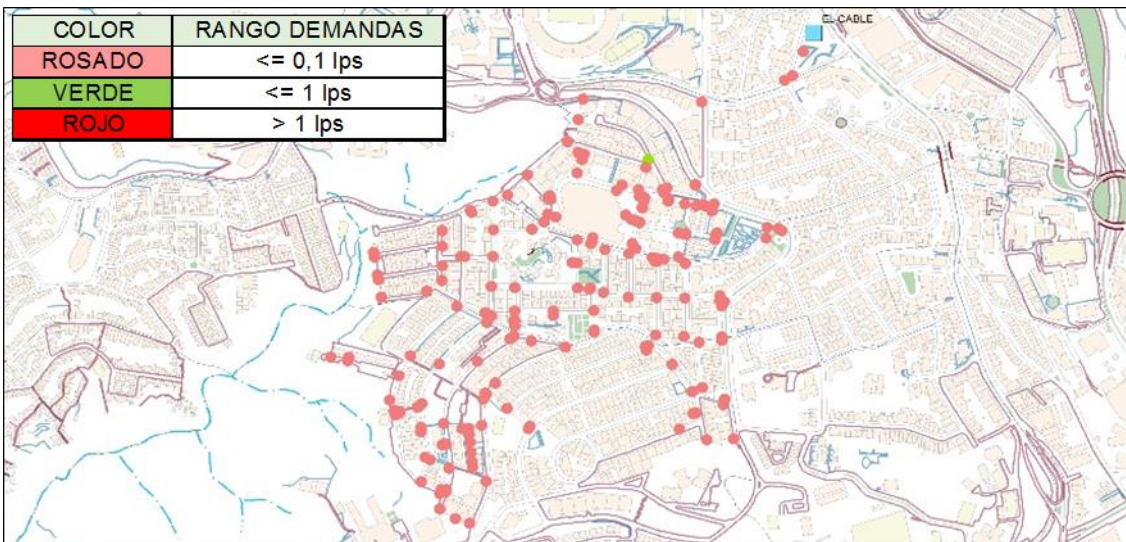 COLOR RANGO DEMANDAS
ROSADO <= 0,1 lps
VERDE <= 1 lps
ROJO > 1 lps
EL CABLE